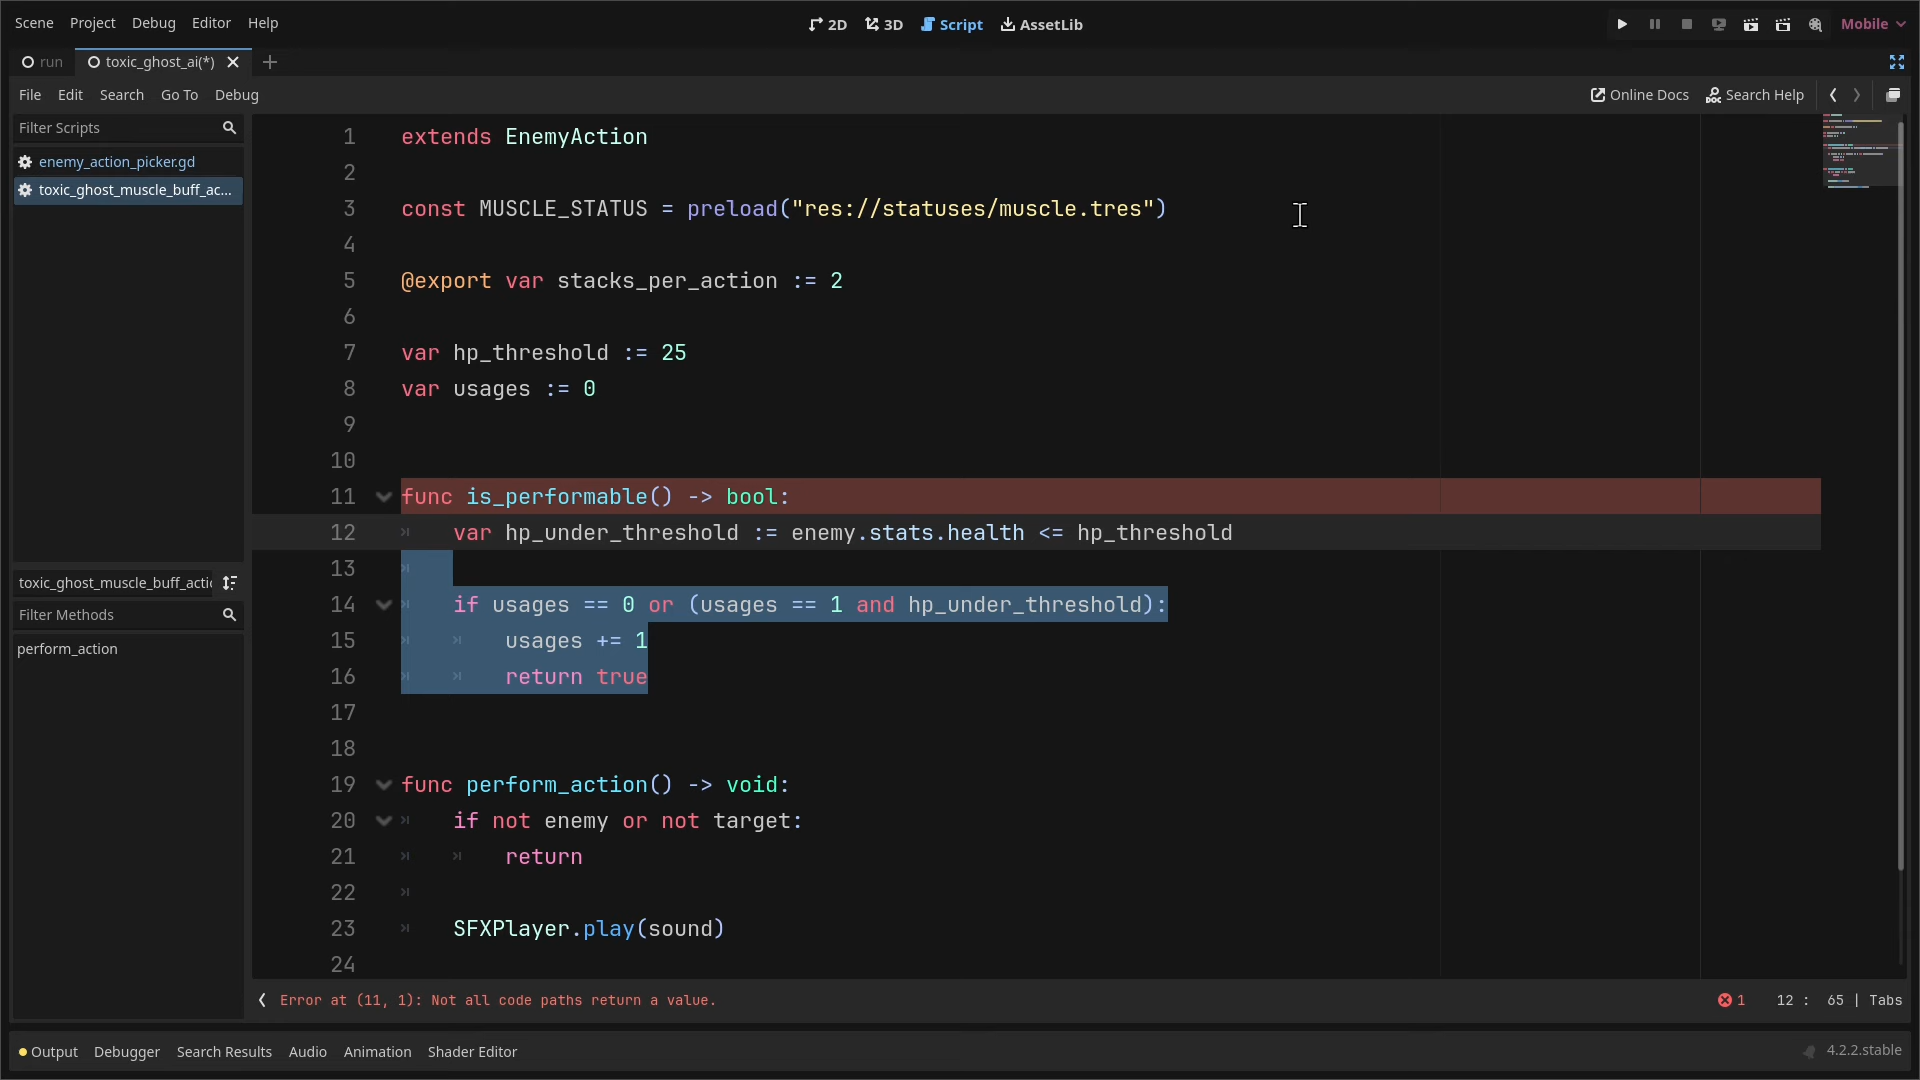 Scene Project Debug Editor Help 2D 3D Script AssetLib Mobile
run toxic_ghost_ai(*)
File Edit Search Go To Debug Online Docs Search Help
Filter Scripts
enemy_action_picker.gd
toxic_ghost_muscle_buff_ac...
toxic_ghost_muscle_buff_actic
Filter Methods
perform_action
1 extends EnemyAction
2
3 const MUSCLE_STATUS = preload("res://statuses/muscle.tres")
4
5 @export var stacks_per_action := 2
6
7 var hp_threshold := 25
8 var usages := 0
9
10
11 func is_performable() -> bool:
12 var hp_under_threshold := enemy.stats.health <= hp_threshold
13
14 if usages == 0 or (usages == 1 and hp_under_threshold):
15 usages += 1
16 return true
17
18
19 func perform_action() -> void:
20 if not enemy or not target:
21 return
22
23 SFXPlayer.play(sound)
24
Error at (11, 1): Not all code paths return a value. 1 12 : 65 | Tabs
Output Debugger Search Results Audio Animation Shader Editor 4.2.2.stable